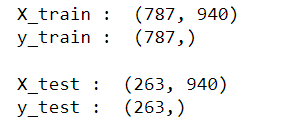 X_train :  (787, 940)
y_train :  (787,)
X_test :  (263, 940)
y_test :  (263,)